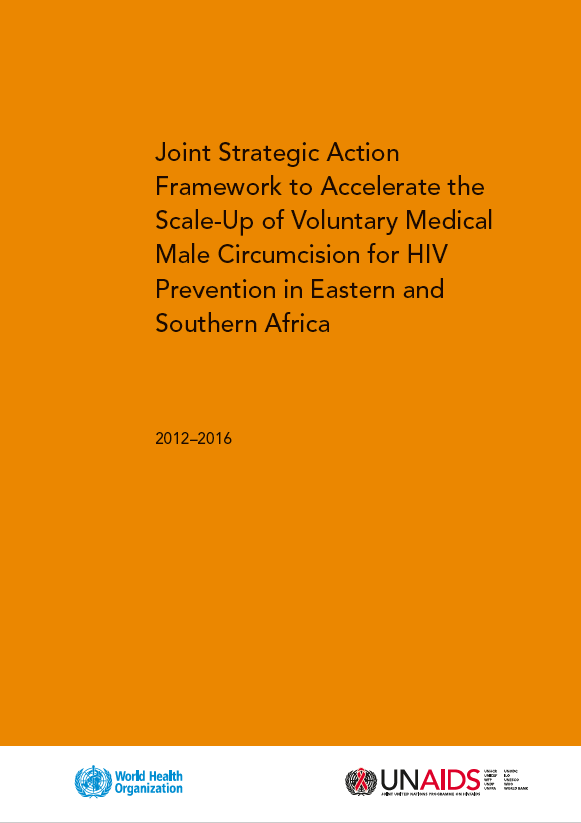 Joint Strategic Action
Framework to Accelerate the
Scale-Up of Voluntary Medical
Male Circumcision for HIV
Prevention in Eastern and
Southern Africa
2012–2016
World Health
Organization
UNAIDS
JOINT UNITED NATIONS PROGRAMME ON HIV/AIDS
UNHCR
UNICEF
WFP
UNDP
UNFPA
UNODC
ILO
UNESCO
WHO
WORLD BANK